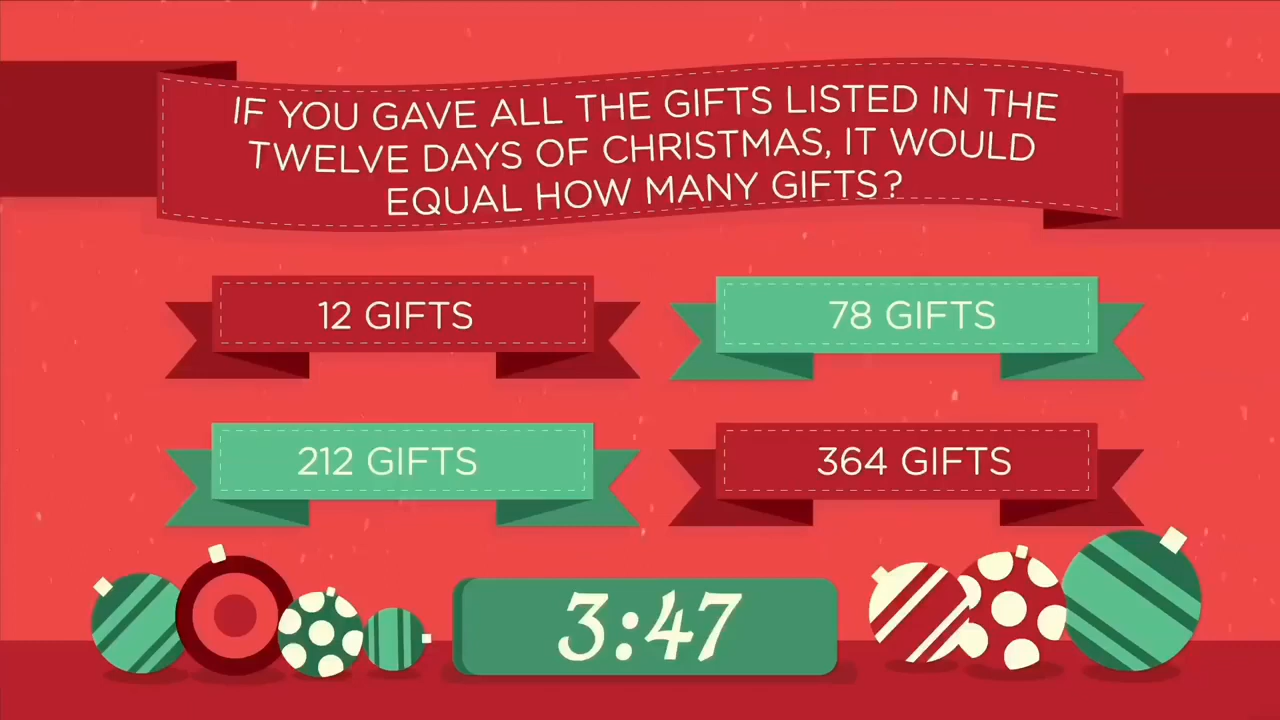 IF YOU GAVE ALL THE GIFTS LISTED IN THE
TWELVE DAYS OF CHRISTMAS, IT WOULD
EQUAL HOW MANY GIFTS?
12 GIFTS
78 GIFTS
212 GIFTS
364 GIFTS
3:47